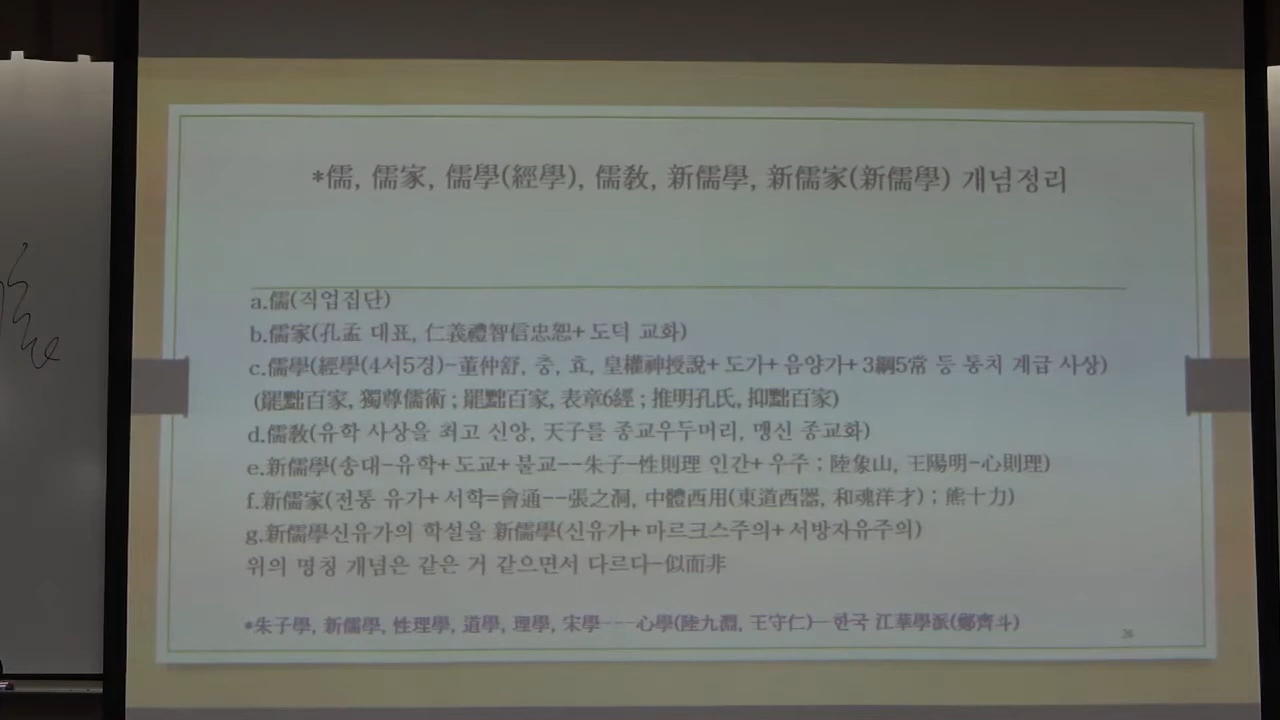 *儒, 儒家, 儒學(經學), 儒敎, 新儒學, 新儒家(新儒學) 개념정리
a.儒(직업집단)
b.儒家(孔孟 대표, 仁義禮智信忠恕+ 도덕 교화)
c.儒學(經學(4서5경)-董仲舒, 충, 효, 皇權神授說+ 도가+ 음양가+ 3綱5常 등 통치 계급 사상)
(罷黜百家, 獨尊儒術 ; 罷黜百家, 表章6經 ; 推明孔氏, 抑黜百家)
d.儒敎(유학 사상을 최고 신앙, 天子를 종교우두머리, 맹신 종교화)
e.新儒學(송대-유학+ 도교+ 불교--朱子-性則理 인간+ 우주 ; 陸象山, 王陽明-心則理)
f.新儒家(전통 유가+ 서학=會通--張之洞, 中體西用(東道西器, 和魂洋才) ; 熊十力)
g.新儒學신유가의 학설을 新儒學(신유가+ 마르크스주의+ 서방자유주의)
위의 명칭 개념은 같은 거 같으면서 다르다-似而非
*朱子學, 新儒學, 性理學, 道學, 理學, 宋學---心學(陸九淵, 王守仁)-한국 江華學派(鄭齊斗)
26